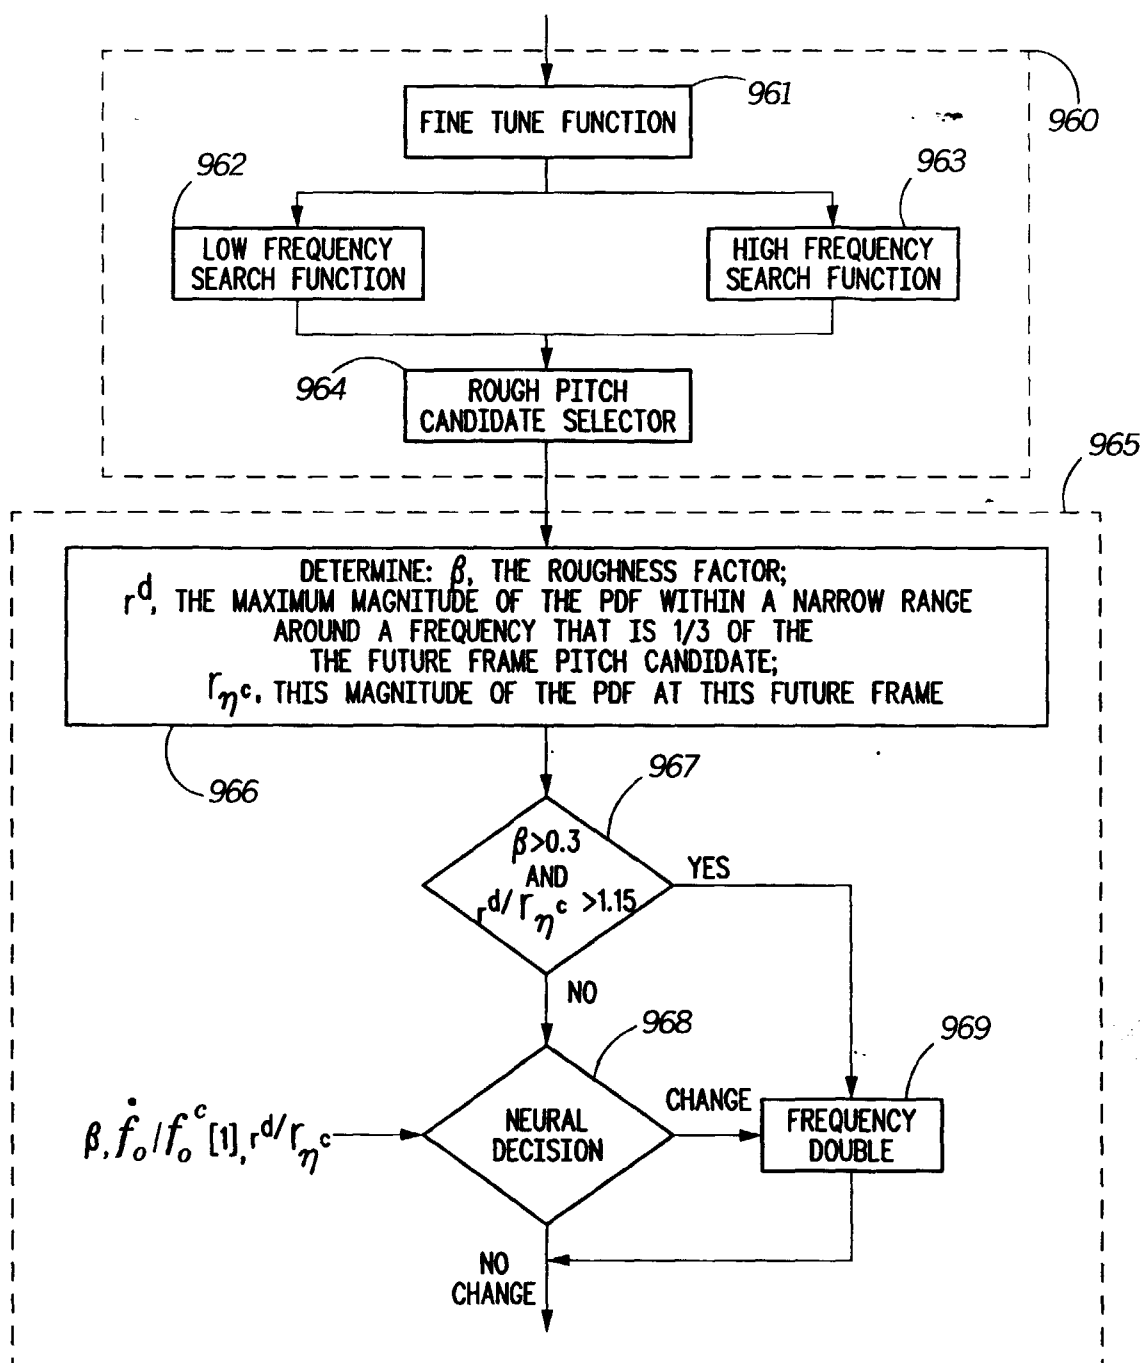 961
FINE TUNE FUNCTION
960
962
963
LOW FREQUENCY
SEARCH FUNCTION
HIGH FREQUENCY
SEARCH FUNCTION
964
ROUGH PITCH
CANDIDATE SELECTOR
965
DETERMINE: β, THE ROUGHNESS FACTOR;
r^d, THE MAXIMUM MAGNITUDE OF THE PDF WITHIN A NARROW RANGE
AROUND A FREQUENCY THAT IS 1/3 OF THE
THE FUTURE FRAME PITCH CANDIDATE;
r_η^c, THIS MAGNITUDE OF THE PDF AT THIS FUTURE FRAME
966
967
β>0.3
AND
r^d/r_η^c >1.15
YES
NO
968
969
CHANGE
NEURAL
DECISION
FREQUENCY
DOUBLE
β, ḟ_o/f_o^c [1], r^d/r_η^c
NO
CHANGE